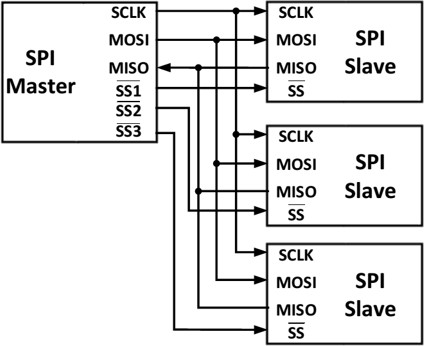 SPI
Master
SCLK
MOSI
MISO
SS1
SS2
SS3
SCLK
MOSI
MISO
SS
SPI
Slave
SCLK
MOSI
MISO
SS
SPI
Slave
SCLK
MOSI
MISO
SS
SPI
Slave